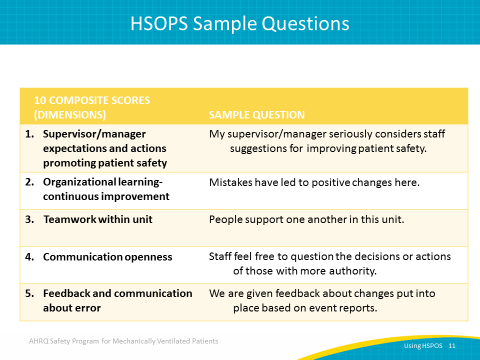 HSOPS Sample Questions
10 COMPOSITE SCORES
(DIMENSIONS)
SAMPLE QUESTION
1. Supervisor/manager
expectations and actions
promoting patient safety
My supervisor/manager seriously considers staff
suggestions for improving patient safety.
2. Organizational learning-
continuous improvement
Mistakes have led to positive changes here.
3. Teamwork within unit
People support one another in this unit.
4. Communication openness
Staff feel free to question the decisions or actions
of those with more authority.
5. Feedback and communication
about error
We are given feedback about changes put into
place based on event reports.
AHRQ Safety Program for Mechanically Ventilated Patients
Using HSPOS 11